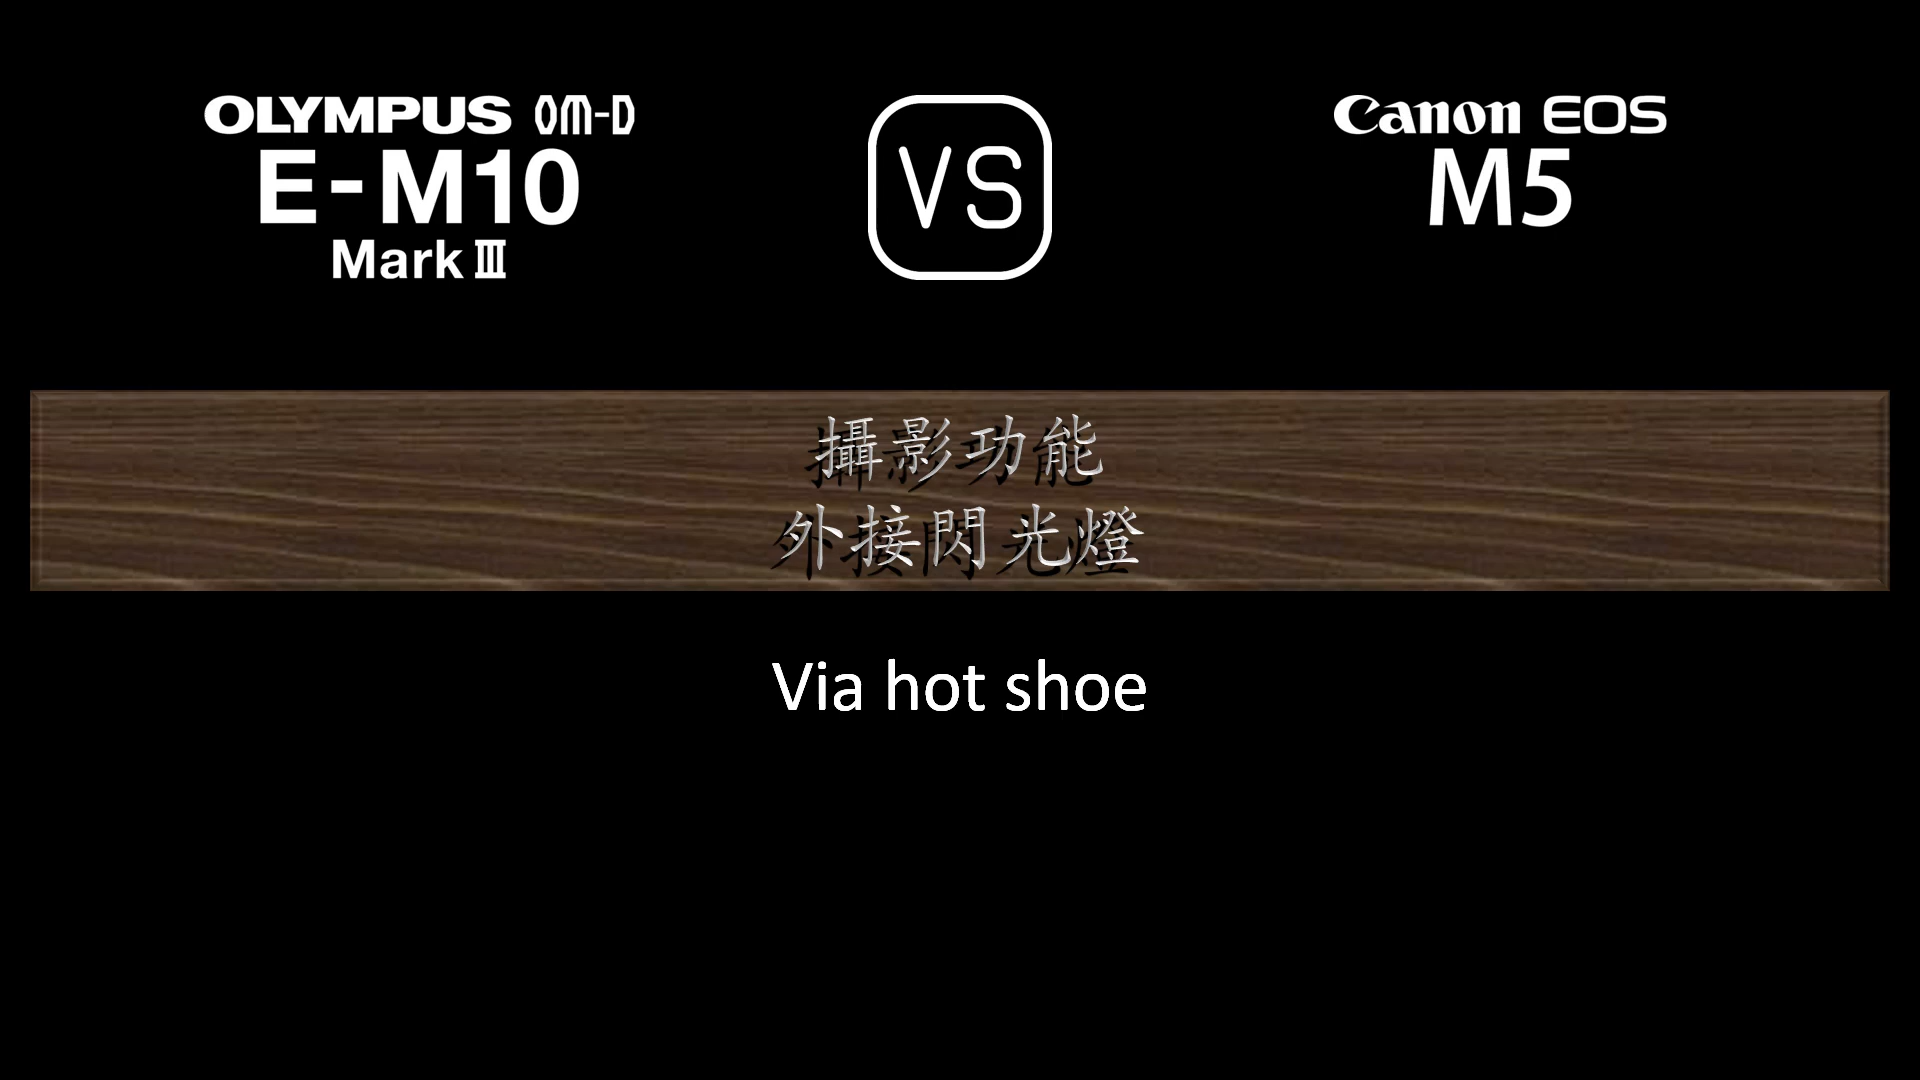 OLYMPUS OM-D
E-M10
Mark III
VS
Canon EOS
M5
攝影功能
外接閃光燈
Via hot shoe